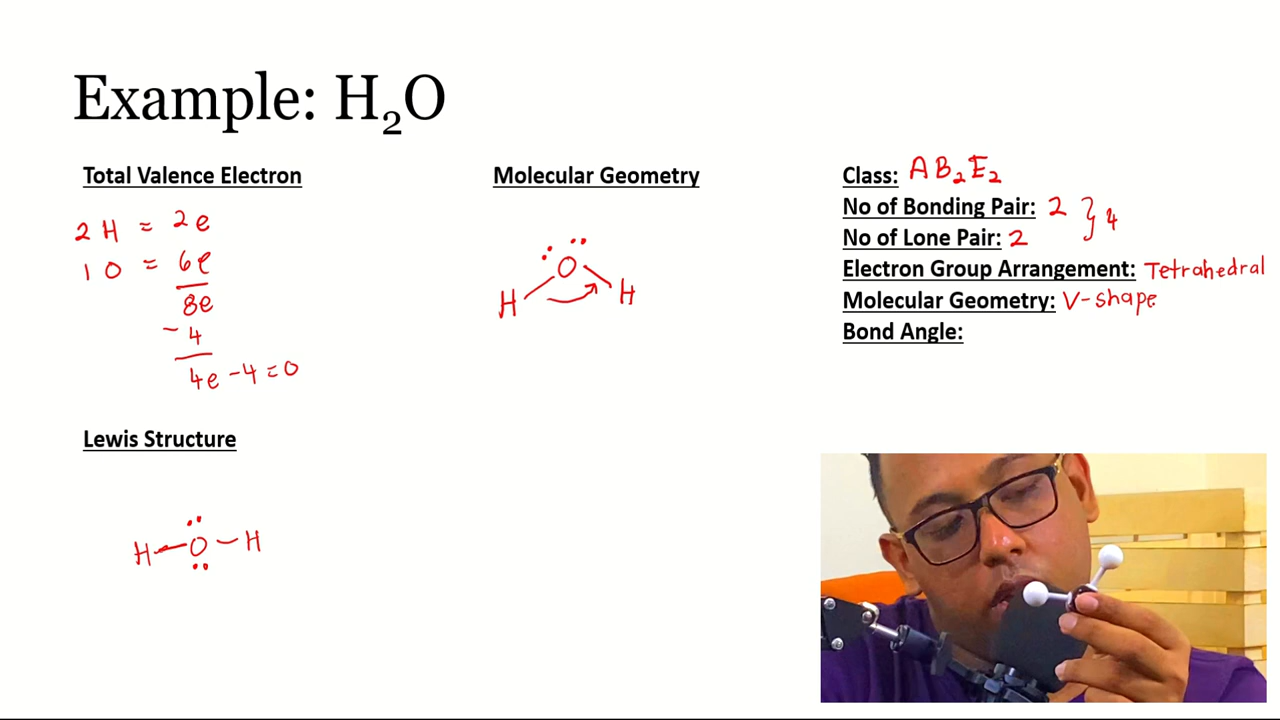 Example: H₂O
Total Valence Electron
2 H = 2e
1 O = 6e
8e
- 4
4e - 4 = 0
Lewis Structure
H - O - H
Molecular Geometry
O
H H
Class: AB₂E₂
No of Bonding Pair: 2 } 4
No of Lone Pair: 2
Electron Group Arrangement: Tetrahedral
Molecular Geometry: V-shape
Bond Angle: